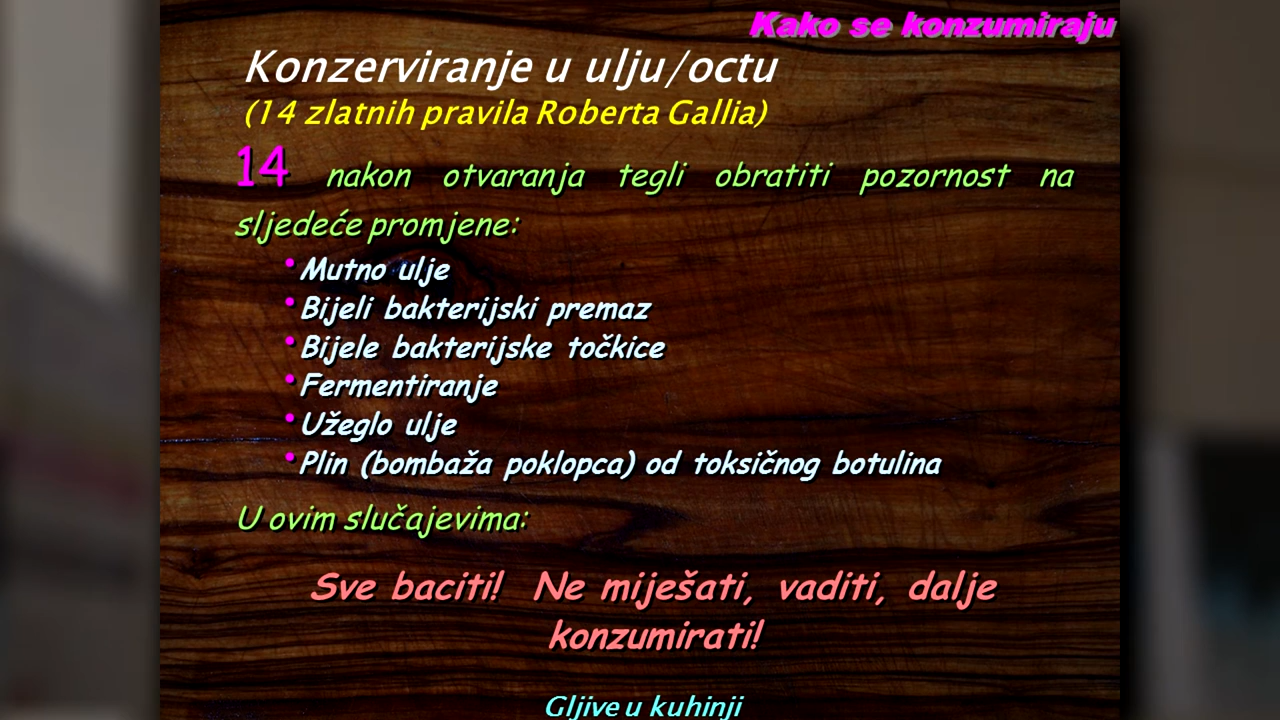 Kako se konzumiraju
Konzerviranje u ulju/octu
(14 zlatnih pravila Roberta Gallia)
14 nakon otvaranja tegli obratiti pozornost na
sljedeće promjene:
• Mutno ulje
• Bijeli bakterijski premaz
• Bijele bakterijske točkice
• Fermentiranje
• Užeglo ulje
• Plin (bombaža poklopca) od toksičnog botulina
U ovim slučajevima:
Sve baciti! Ne miješati, vaditi, dalje
konzumirati!
Gljive u kuhinji